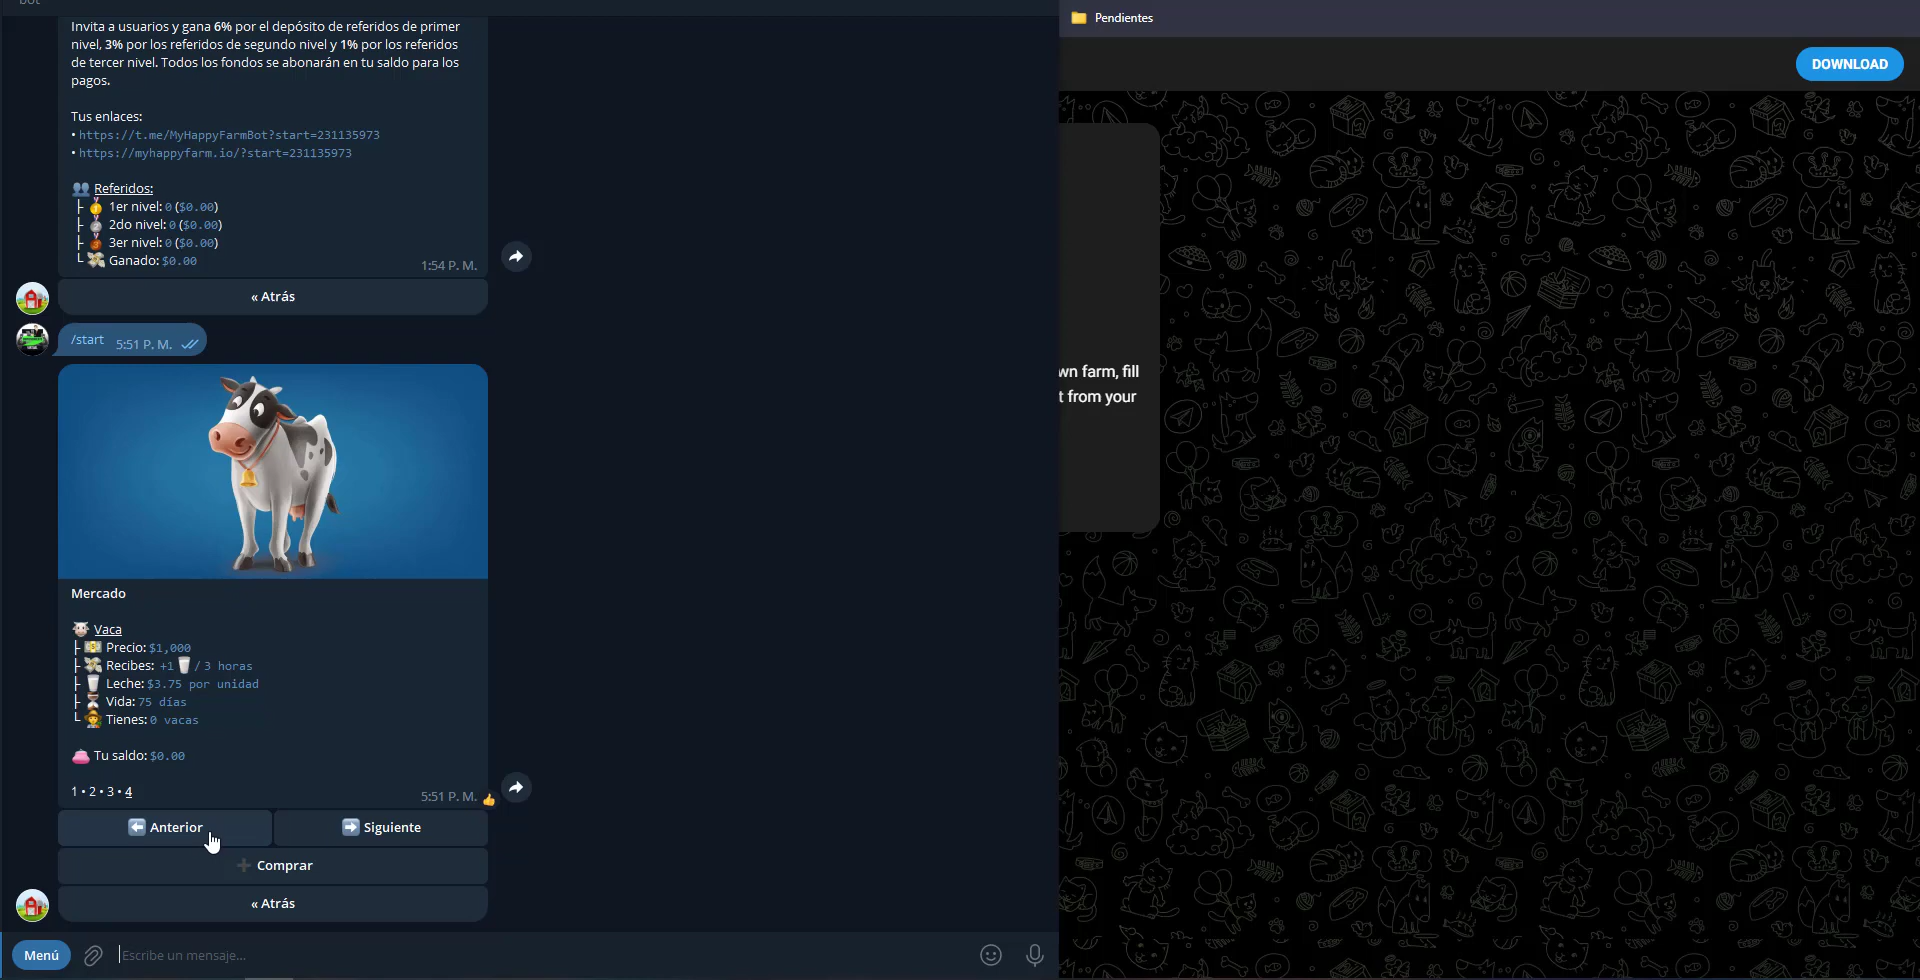 Invita a usuarios y gana 6% por el depósito de referidos de primer
nivel, 3% por los referidos de segundo nivel y 1% por los referidos
de tercer nivel. Todos los fondos se abonarán en tu saldo para los
pagos.
Tus enlaces:
• https://t.me/MyHappyFarmBot?start=231135973
• https://myhappyfarm.io/?start=231135973
Referidos:
1er nivel: 0 ($0.00)
2do nivel: 0 ($0.00)
3er nivel: 0 ($0.00)
Ganado: $0.00
1:54 P. M.
« Atrás
/start 5:51 P. M.
Mercado
Vaca
Precio: $1,000
Recibes: +1 / 3 horas
Leche: $3.75 por unidad
Vida: 75 días
Tienes: 0 vacas
Tu saldo: $0.00
1 • 2 • 3 • 4
5:51 P. M.
Anterior
Siguiente
Comprar
« Atrás
Menú
Escribe un mensaje...
Pendientes
DOWNLOAD
wn farm, fill
t from your